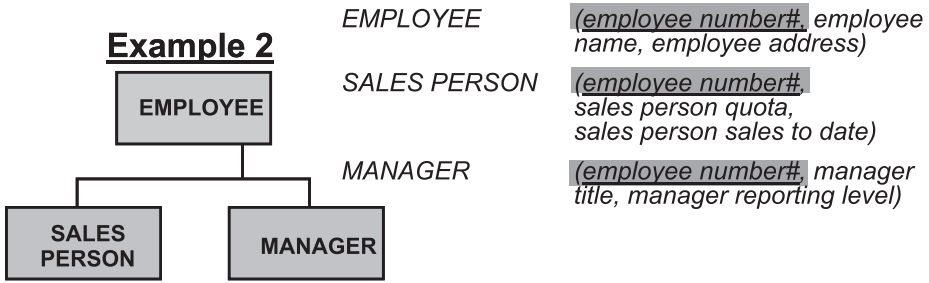 Example 2
EMPLOYEE
SALES
PERSON
MANAGER
EMPLOYEE (employee number#, employee
name, employee address)
SALES PERSON (employee number#,
sales person quota,
sales person sales to date)
MANAGER (employee number#, manager
title, manager reporting level)